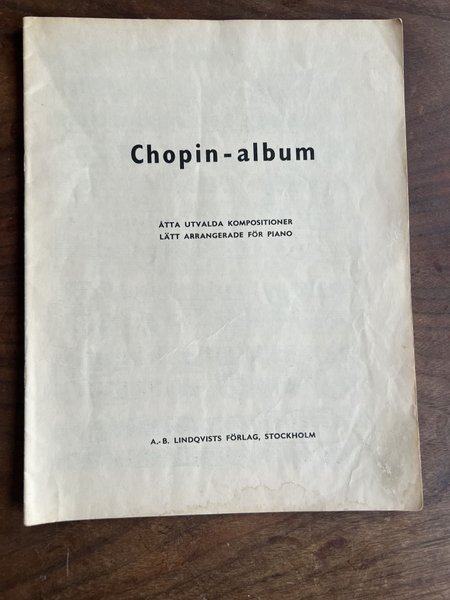 Chopin-album
ÅTTA UTVALDA KOMPOSITIONER
LÄTT ARRANGERADE FÖR PIANO
A.-B. LINDQVISTS FÖRLAG, STOCKHOLM